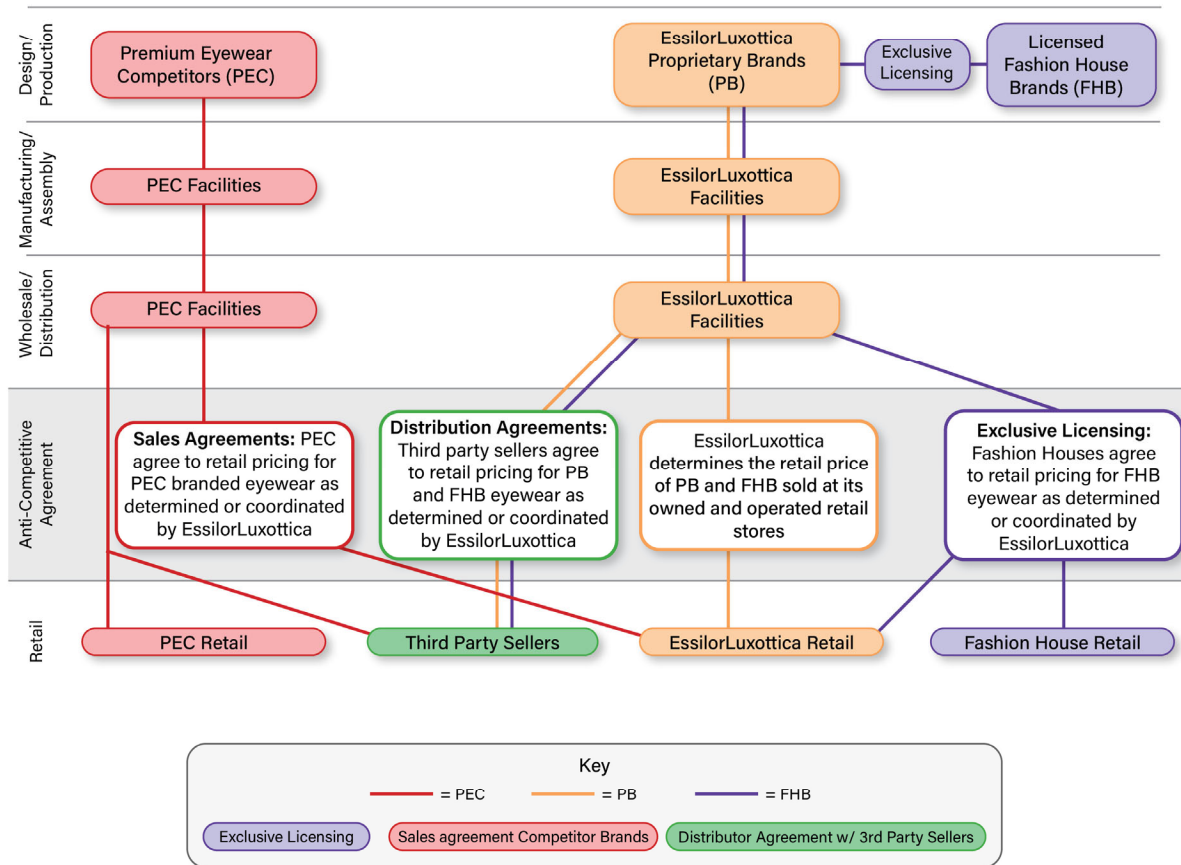 Design/
Production
Premium Eyewear
Competitors (PEC)
EssilorLuxottica
Proprietary Brands
(PB)
Exclusive
Licensing
Licensed
Fashion House
Brands (FHB)
Manufacturing/
Assembly
PEC Facilities
EssilorLuxottica
Facilities
Wholesale/
Distribution
PEC Facilities
EssilorLuxottica
Facilities
Anti-Competitive
Agreement
Sales Agreements: PEC
agree to retail pricing for
PEC branded eyewear as
determined or coordinated
by EssilorLuxottica
Distribution Agreements:
Third party sellers agree
to retail pricing for PB
and FHB eyewear as
determined or coordinated
by EssilorLuxottica
EssilorLuxottica
determines the retail price
of PB and FHB sold at its
owned and operated retail
stores
Exclusive Licensing:
Fashion Houses agree
to retail pricing for FHB
eyewear as determined
or coordinated by
EssilorLuxottica
Retail
PEC Retail
Third Party Sellers
EssilorLuxottica Retail
Fashion House Retail
Key
= PEC
= PB
= FHB
Exclusive Licensing
Sales agreement Competitor Brands
Distributor Agreement w/ 3rd Party Sellers